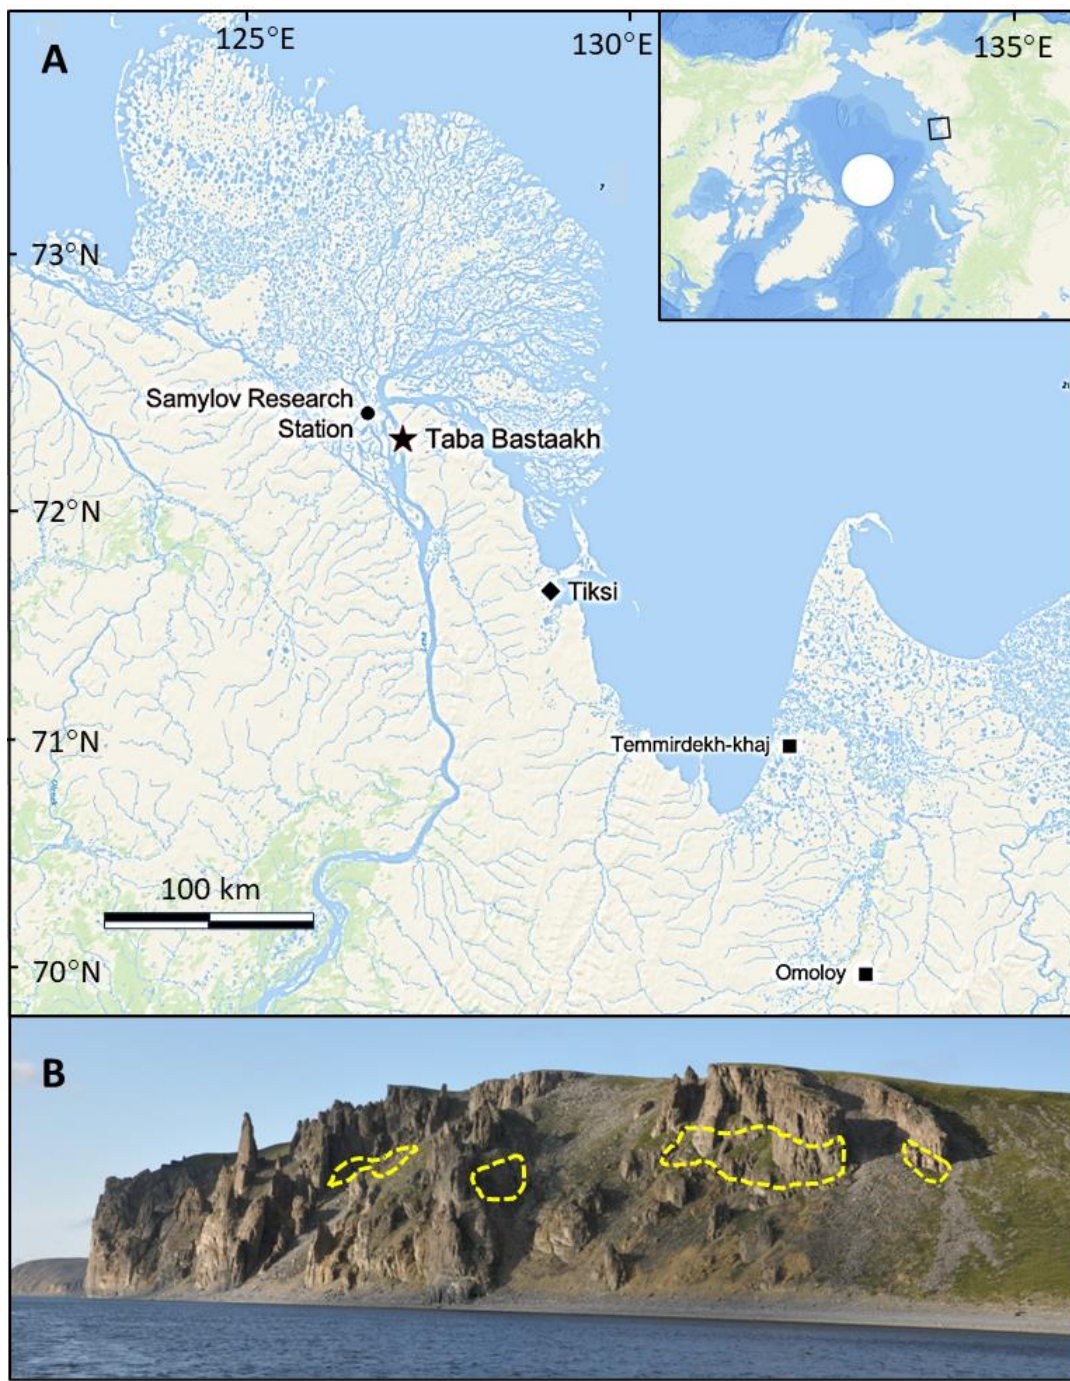 A
125°E
130°E
135°E
73°N
Samylov Research
Station
Taba Bastaakh
72°N
Tiksi
71°N
Temmirdekh-khaj
100 km
70°N
Omoloy
B